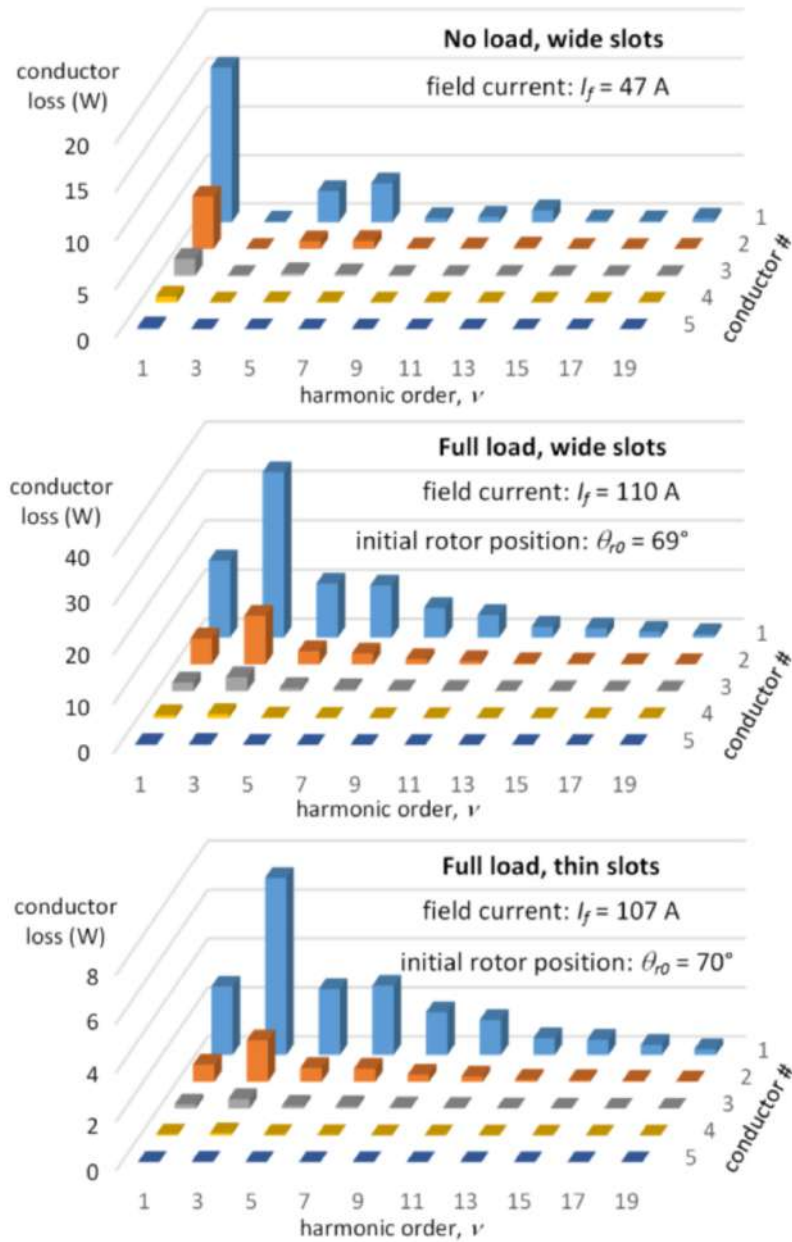 No load, wide slots
conductor
loss (W)
field current: If = 47 A
20
15
10
5
0
1
2
3
4
5
conductor #
1 3 5 7 9 11 13 15 17 19
harmonic order, ν
Full load, wide slots
conductor
loss (W)
field current: If = 110 A
initial rotor position: θr0 = 69°
40
30
20
10
0
1
2
3
4
5
conductor #
1 3 5 7 9 11 13 15 17 19
harmonic order, ν
Full load, thin slots
conductor
loss (W)
field current: If = 107 A
initial rotor position: θr0 = 70°
8
6
4
2
0
1
2
3
4
5
conductor #
1 3 5 7 9 11 13 15 17 19
harmonic order, ν